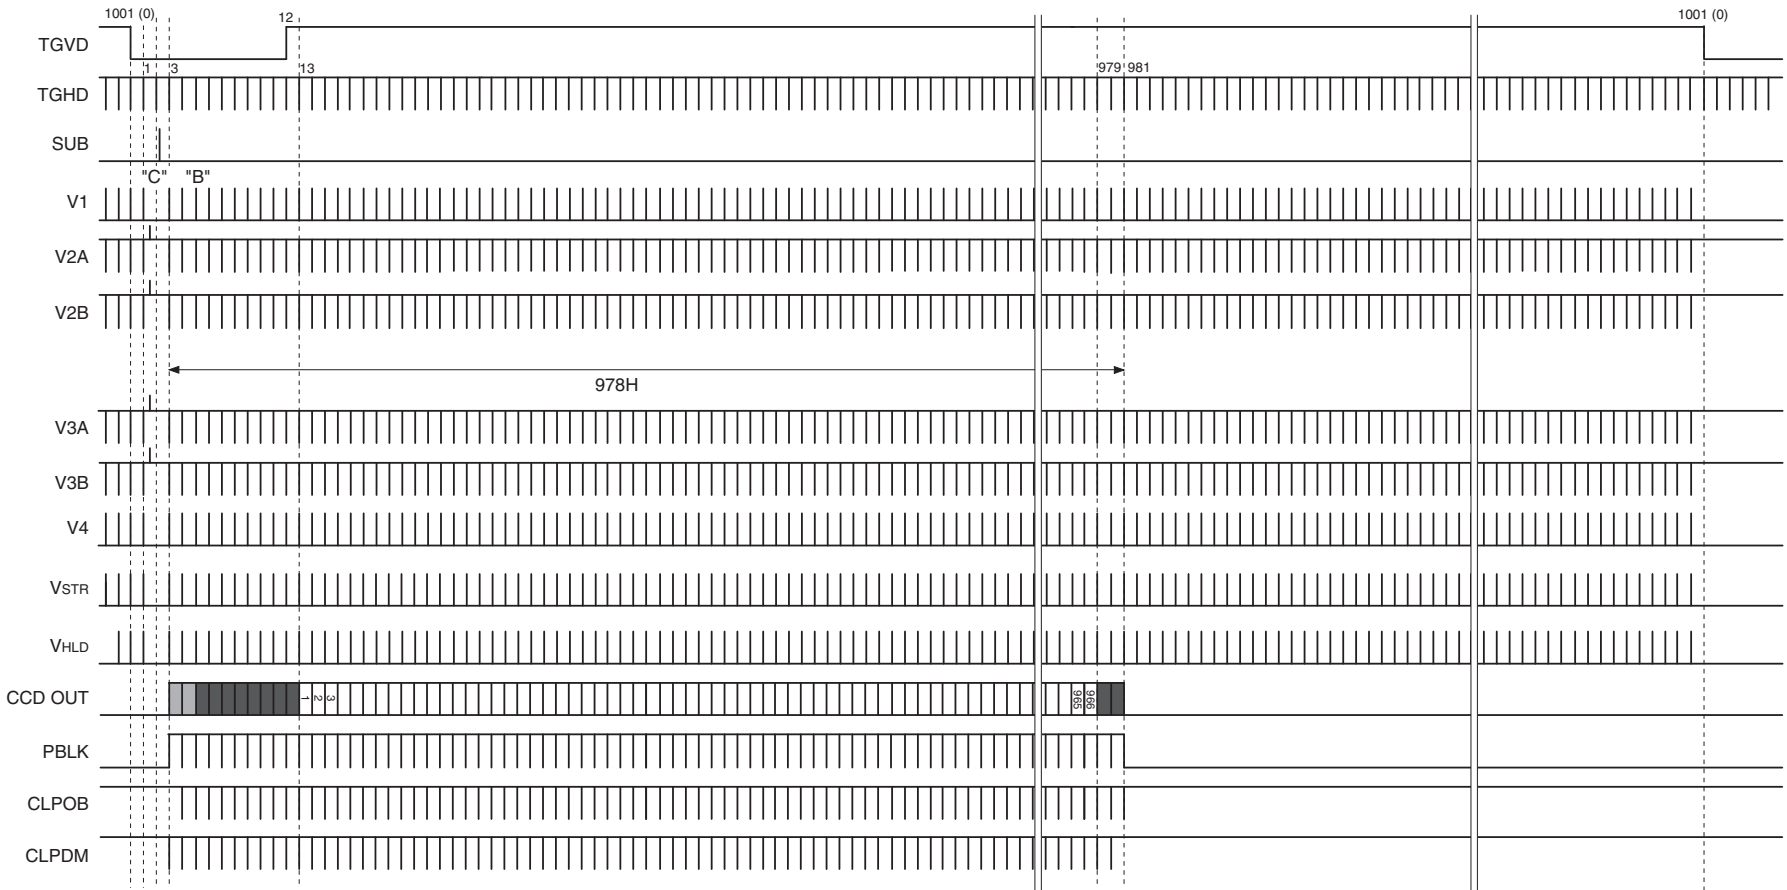 1001 (0)
12
1001 (0)
TGVD
1
3
13
979
981
TGHD
SUB
"C"
"B"
V1
V2A
V2B
978H
V3A
V3B
V4
VSTR
VHLD
CCD OUT
1
2
3
965
966
PBLK
CLPOB
CLPDM